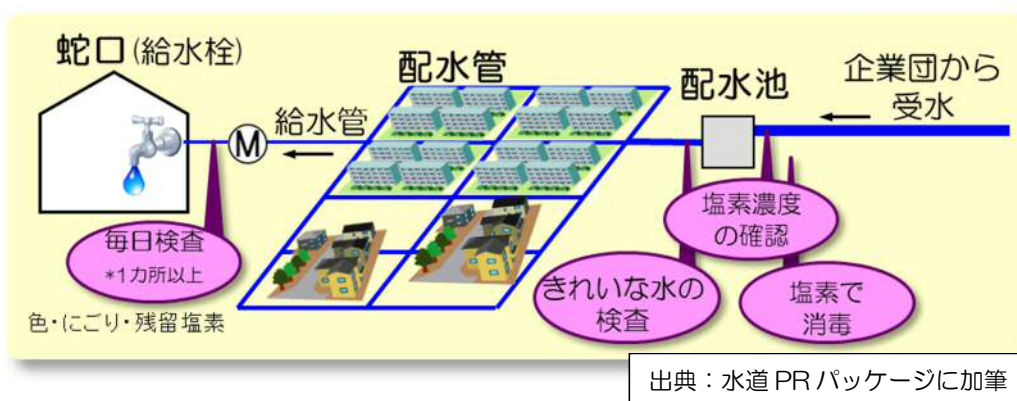 蛇口(給水栓)
配水管
配水池
企業団から
受水
給水管
M
塩素濃度
の確認
毎日検査
*1カ所以上
きれいな水の
検査
塩素で
消毒
色・にごり・残留塩素
出典：水道PRパッケージに加筆